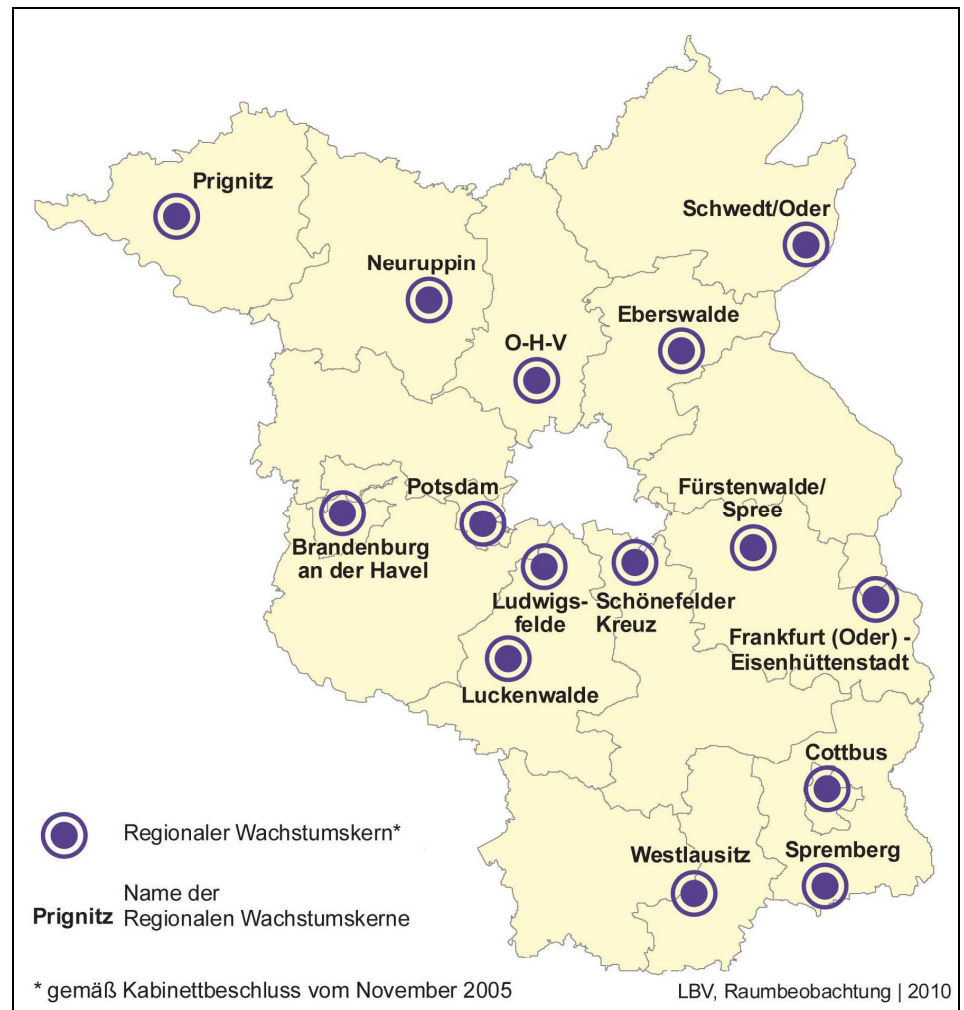 Prignitz
Schwedt/Oder
Neuruppin
Eberswalde
O-H-V
Potsdam
Fürstenwalde/
Spree
Brandenburg
an der Havel
Ludwigs-
felde
Schönefelder
Kreuz
Frankfurt (Oder) -
Eisenhüttenstadt
Luckenwalde
Cottbus
Westlausitz
Spremberg
Regionaler Wachstumskern*
Prignitz
Name der
Regionalen Wachstumskerne
* gemäß Kabinettbeschluss vom November 2005
LBV, Raumbeobachtung | 2010